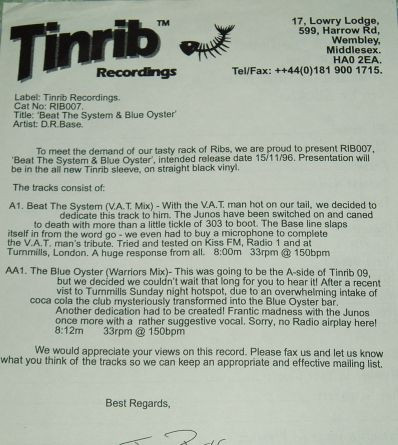 Tinrib™
Recordings
17, Lowry Lodge,
599, Harrow Rd,
Wembley,
Middlesex.
HA0 2EA.
Tel/Fax: ++44(0)181 900 1715.
Label: Tinrib Recordings.
Cat No: RIB007.
Title: 'Beat The System & Blue Oyster'
Artist: D.R.Base.
To meet the demand of our tasty rack of Ribs, we are proud to present RIB007,
'Beat The System & Blue Oyster', intended release date 15/11/96. Presentation will
be in the all new Tinrib sleeve, on straight black vinyl.
The tracks consist of:
A1. Beat The System (V.A.T. Mix) - With the V.A.T. man hot on our tail, we decided to
dedicate this track to him. The Junos have been switched on and caned
to death with more than a little tickle of 303 to boot. The Base line slaps
itself in from the word go - we even had to buy a microphone to complete
the V.A.T. man's tribute. Tried and tested on Kiss FM, Radio 1 and at
Turnmills, London. A huge response from all. 8:00m 33rpm @ 150bpm
AA1. The Blue Oyster (Warriors Mix)- This was going to be the A-side of Tinrib 09,
but we decided we couldn't wait that long for you to hear it! After a recent
vist to Turnmills Sunday night hotspot, due to an overwhelming intake of
coca cola the club mysteriously transformed into the Blue Oyster bar.
Another dedication had to be created! Frantic madness with the Junos
once more with a rather suggestive vocal. Sorry, no Radio airplay here!
8:12m 33rpm @ 150bpm
We would appreciate your views on this record. Please fax us and let us know
what you think of the tracks so we can keep an appropriate and effective mailing list.
Best Regards,